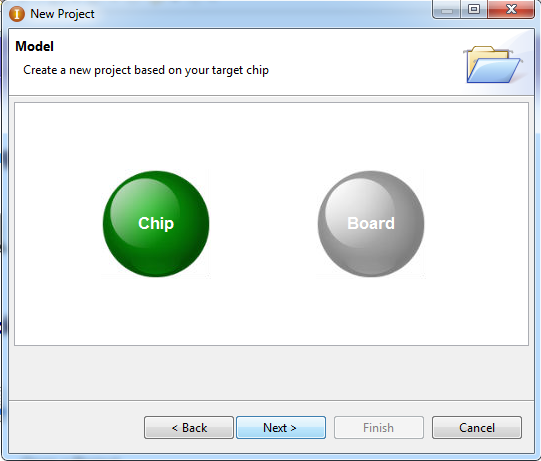 New Project
Model
Create a new project based on your target chip
Chip
Board
< Back
Next >
Finish
Cancel